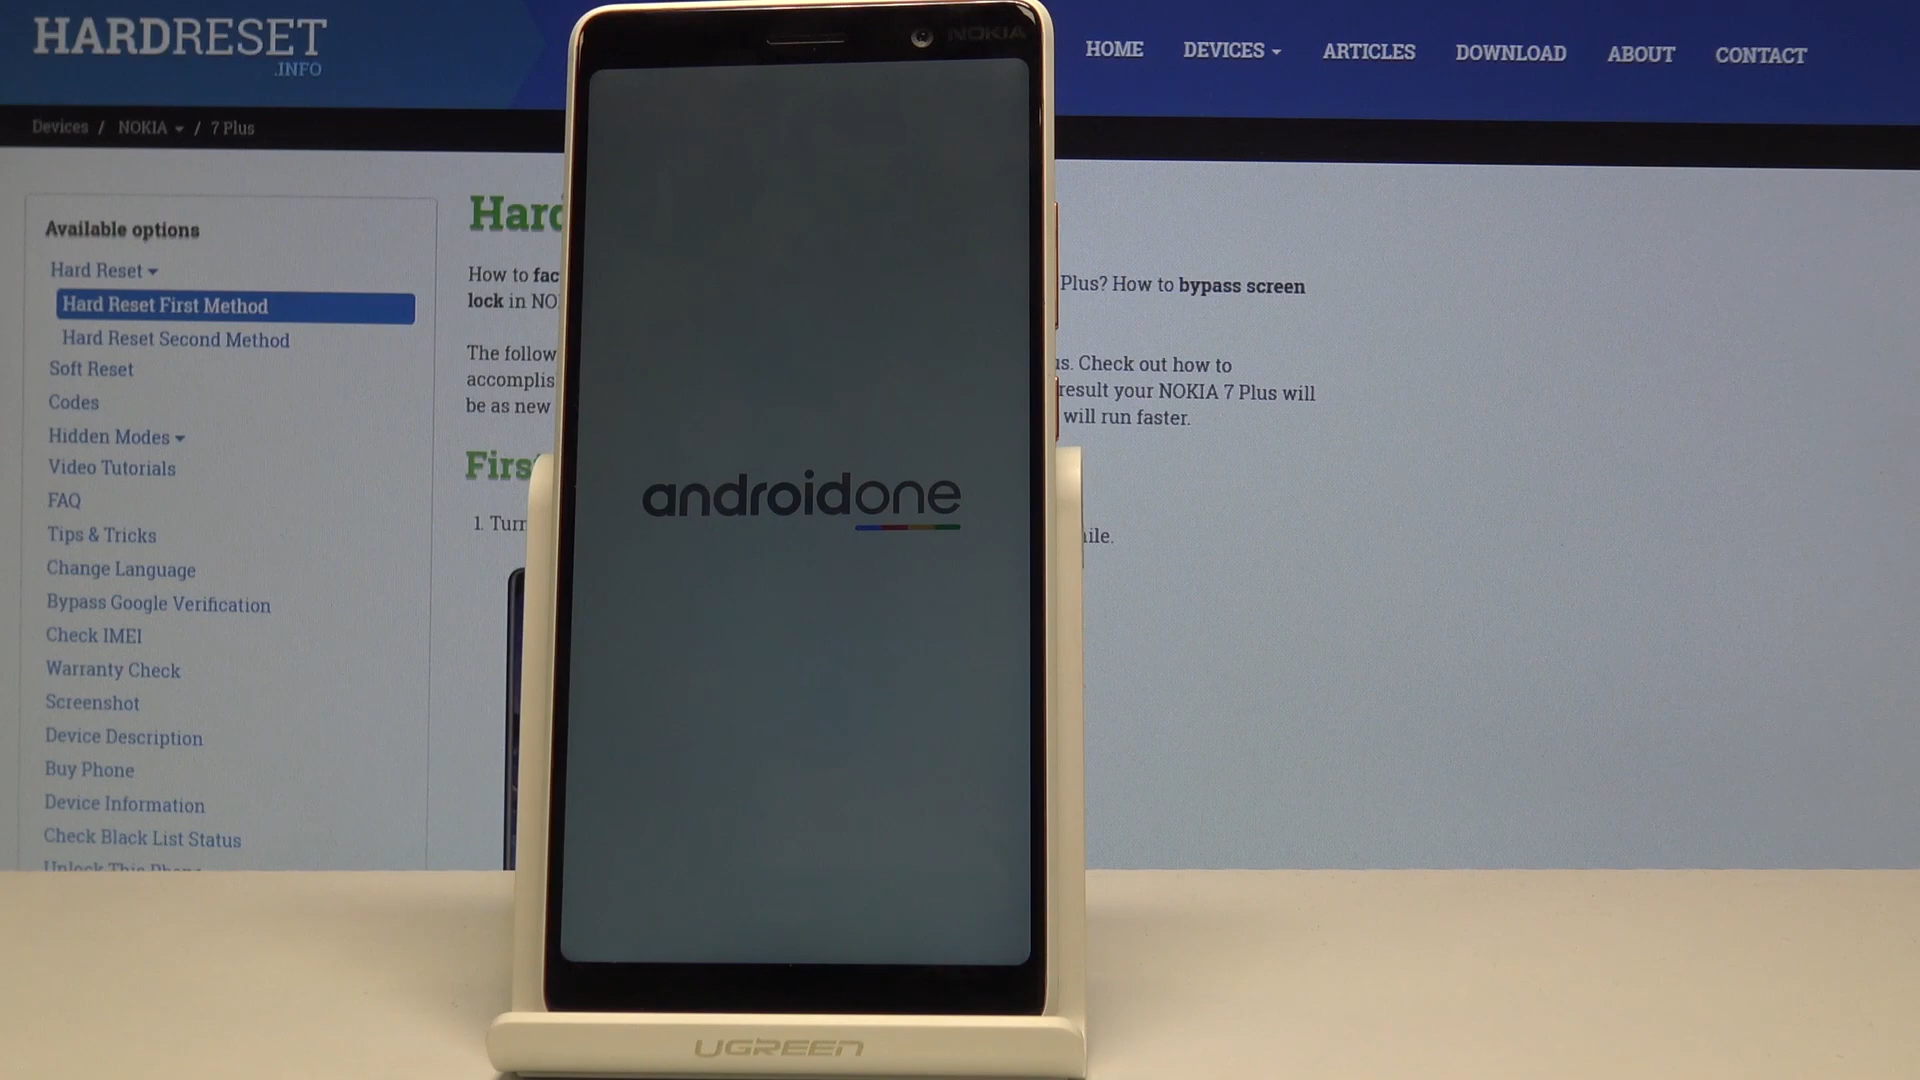 HARDRESET
.INFO
HOME DEVICES ARTICLES DOWNLOAD ABOUT CONTACT
Devices / NOKIA / 7 Plus
NOKIA
Available options
Hard Reset
Hard Reset First Method
Hard Reset Second Method
Soft Reset
Codes
Hidden Modes
Video Tutorials
FAQ
Tips & Tricks
Change Language
Bypass Google Verification
Check IMEI
Warranty Check
Screenshot
Device Description
Buy Phone
Device Information
Check Black List Status
Unlock This Phone
Hard
How to fac Plus? How to bypass screen
lock in NO
The follow us. Check out how to
accomplis result your NOKIA 7 Plus will
be as new will run faster.
Firs
1. Turn ile.
androidone
UGREEN